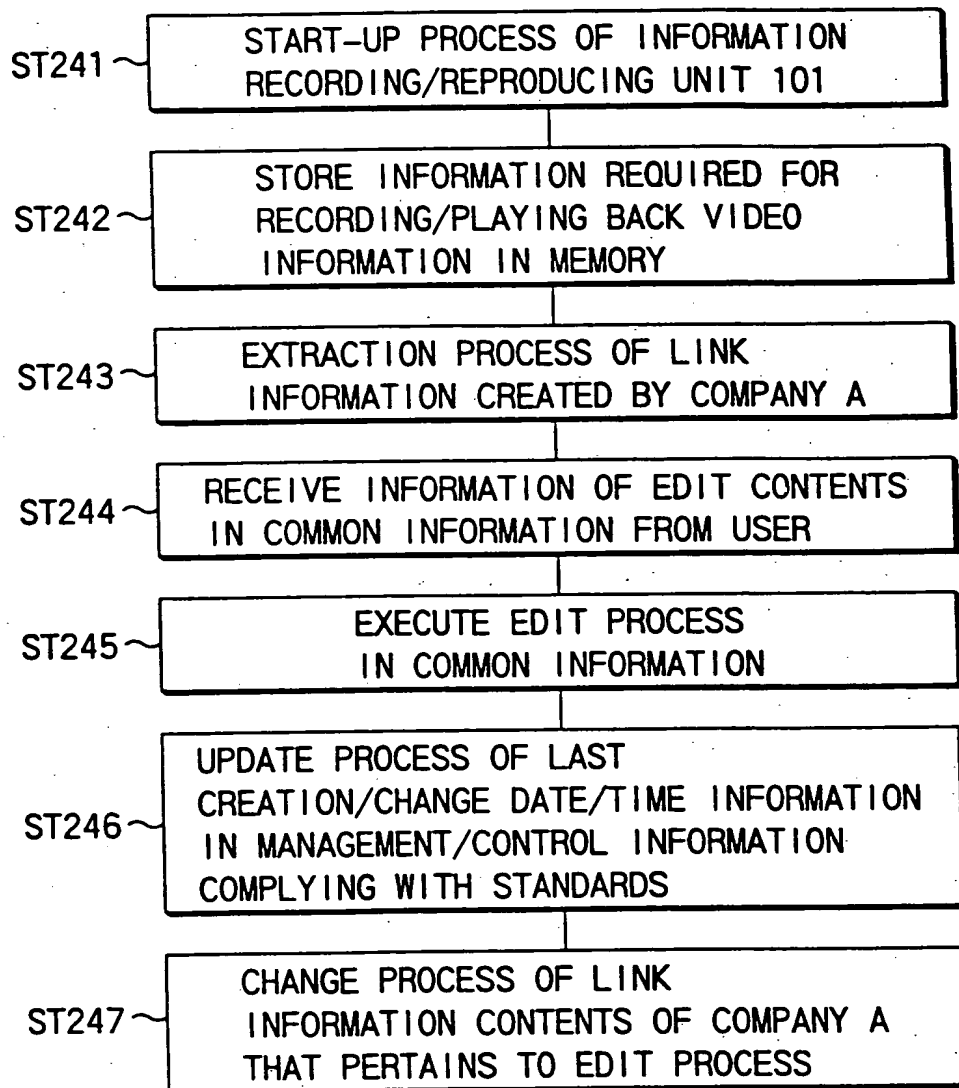 ST241
START-UP PROCESS OF INFORMATION
RECORDING/REPRODUCING UNIT 101
ST242
STORE INFORMATION REQUIRED FOR
RECORDING/PLAYING BACK VIDEO
INFORMATION IN MEMORY
ST243
EXTRACTION PROCESS OF LINK
INFORMATION CREATED BY COMPANY A
ST244
RECEIVE INFORMATION OF EDIT CONTENTS
IN COMMON INFORMATION FROM USER
ST245
EXECUTE EDIT PROCESS
IN COMMON INFORMATION
ST246
UPDATE PROCESS OF LAST
CREATION/CHANGE DATE/TIME INFORMATION
IN MANAGEMENT/CONTROL INFORMATION
COMPLYING WITH STANDARDS
ST247
CHANGE PROCESS OF LINK
INFORMATION CONTENTS OF COMPANY A
THAT PERTAINS TO EDIT PROCESS